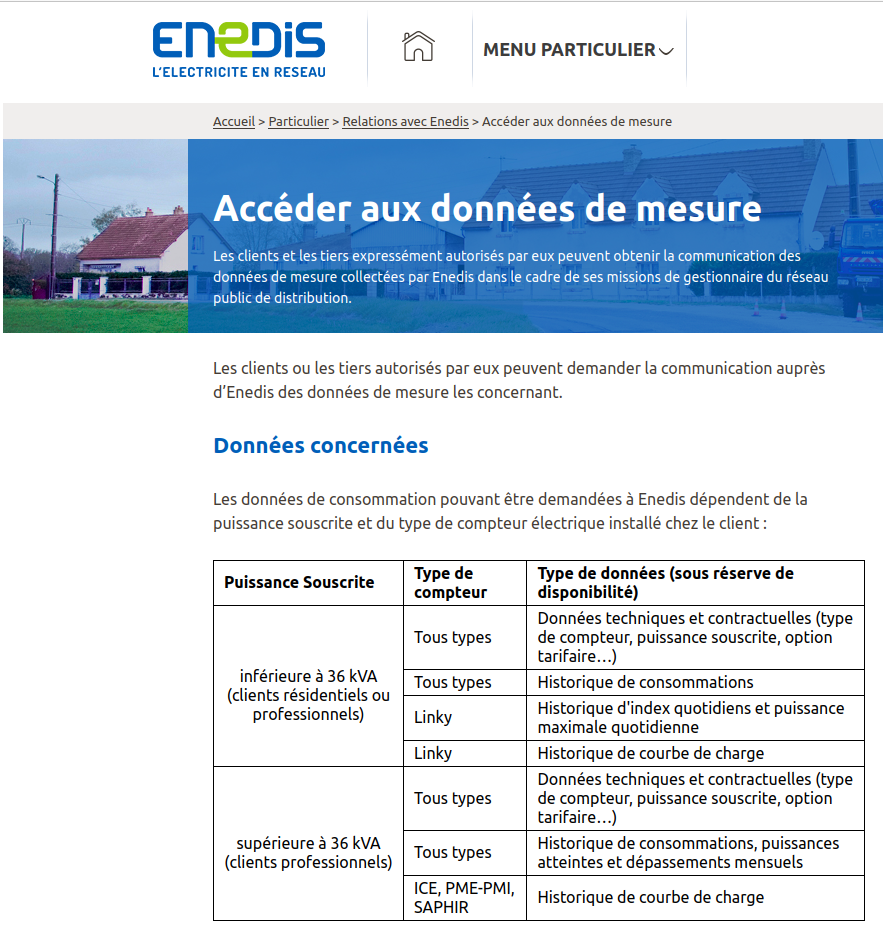 ENEDIS
L'ELECTRICITE EN RESEAU
MENU PARTICULIER
Accueil > Particulier > Relations avec Enedis > Accéder aux données de mesure
Accéder aux données de mesure
Les clients et les tiers expressément autorisés par eux peuvent obtenir la communication des
données de mesure collectées par Enedis dans le cadre de ses missions de gestionnaire du réseau
public de distribution.
Les clients ou les tiers autorisés par eux peuvent demander la communication auprès
d’Enedis des données de mesure les concernant.
Données concernées
Les données de consommation pouvant être demandées à Enedis dépendent de la
puissance souscrite et du type de compteur électrique installé chez le client :
Puissance Souscrite
Type de
compteur
Type de données (sous réserve de
disponibilité)
inférieure à 36 kVA
(clients résidentiels ou
professionnels)
Tous types
Données techniques et contractuelles (type
de compteur, puissance souscrite, option
tarifaire…)
Tous types
Historique de consommations
Linky
Historique d'index quotidiens et puissance
maximale quotidienne
Linky
Historique de courbe de charge
supérieure à 36 kVA
(clients professionnels)
Tous types
Données techniques et contractuelles (type
de compteur, puissance souscrite, option
tarifaire…)
Tous types
Historique de consommations, puissances
atteintes et dépassements mensuels
ICE, PME-PMI,
SAPHIR
Historique de courbe de charge